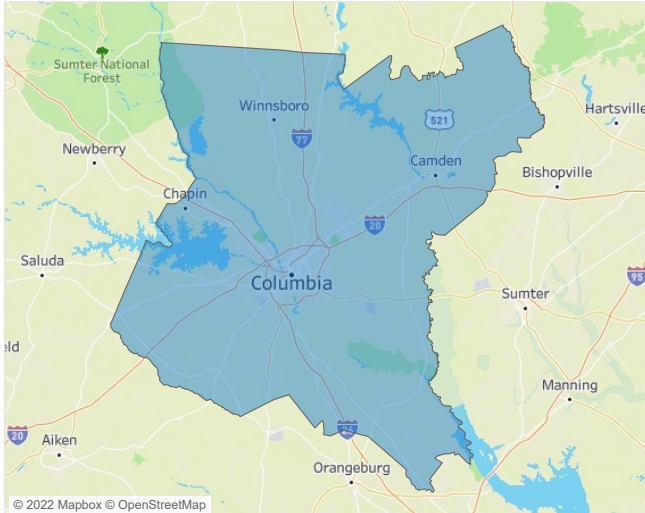 Sumter National
Forest
Winnsboro
521
Hartsville
77
Newberry
Camden
Bishopville
Chapin
20
Saluda
95
Columbia
Sumter
eld
Manning
20
26
Aiken
Orangeburg
© 2022 Mapbox © OpenStreetMap